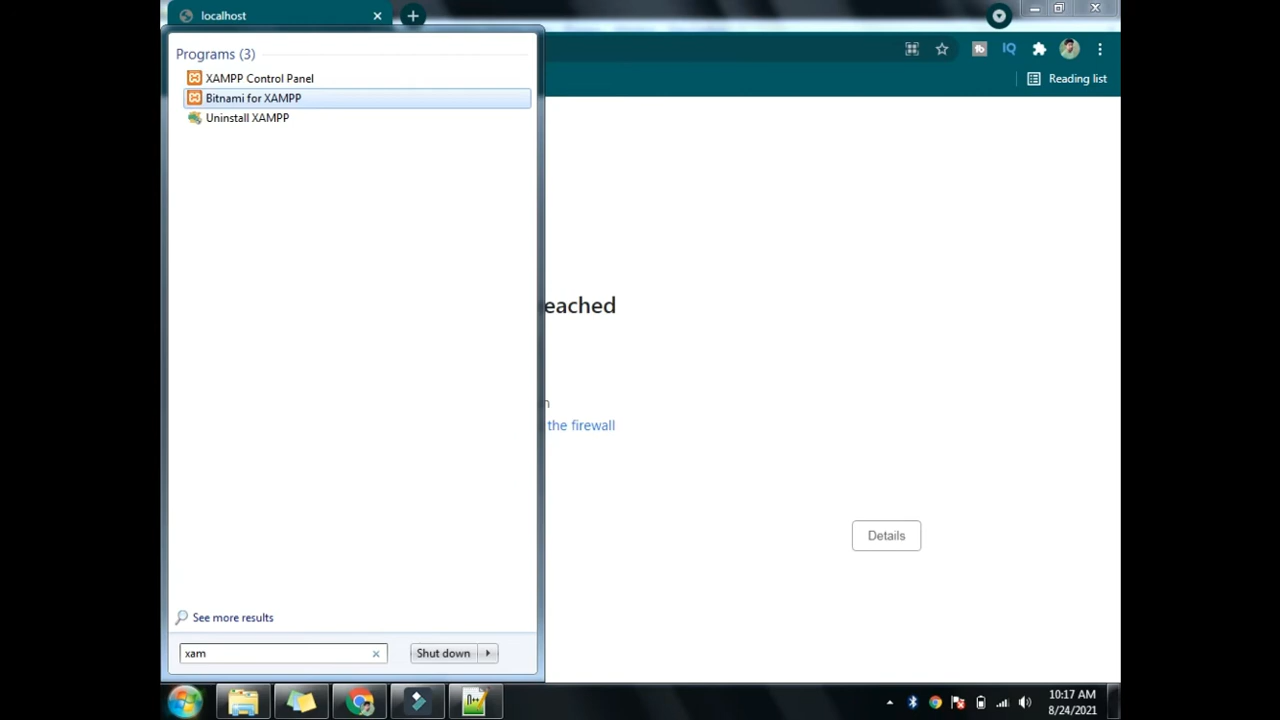 localhost
Programs (3)
XAMPP Control Panel
Bitnami for XAMPP
Uninstall XAMPP
See more results
xam
Shut down
IQ
Reading list
eached
n
the firewall
Details
10:17 AM
8/24/2021